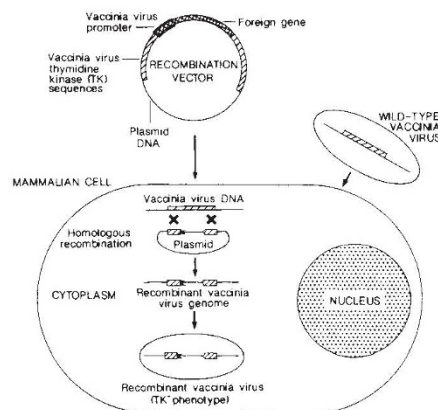 Vaccinia virus
promoter
Foreign gene
Vaccinia virus
thymidine
kinase (TK)
sequences
RECOMBINATION
VECTOR
Plasmid
DNA
WILD-TYPE
VACCINIA
VIRUS
MAMMALIAN CELL
Vaccinia virus DNA
Homologous
recombination
Plasmid
CYTOPLASM
Recombinant vaccinia
virus genome
NUCLEUS
Recombinant vaccinia virus
(TK⁻phenotype)